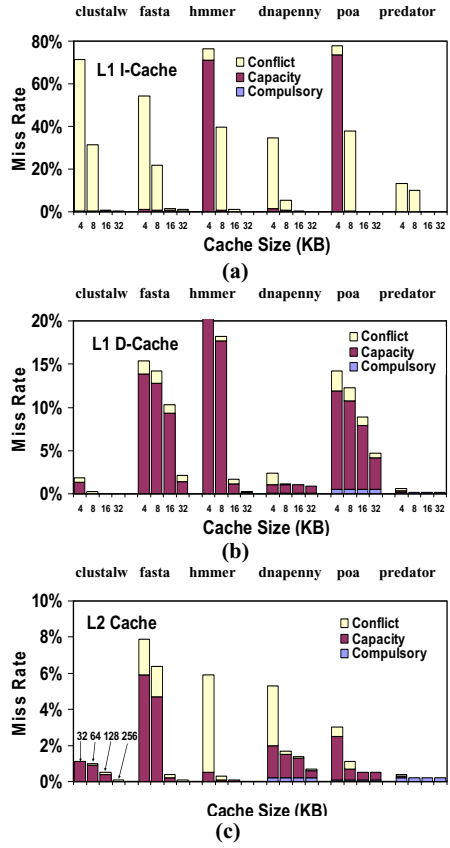 clustalw fasta hmmer dnapenny poa predator
80%
60%
40%
20%
0%
Miss Rate
L1 I-Cache
Conflict
Capacity
Compulsory
4 8 16 32 4 8 16 32 4 8 16 32 4 8 16 32 4 8 16 32 4 8 16 32
Cache Size (KB)
(a)
clustalw fasta hmmer dnapenny poa predator
20%
15%
10%
5%
0%
Miss Rate
L1 D-Cache
Conflict
Capacity
Compulsory
4 8 16 32 4 8 16 32 4 8 16 32 4 8 16 32 4 8 16 32 4 8 16 32
Cache Size (KB)
(b)
clustalw fasta hmmer dnapenny poa predator
10%
8%
6%
4%
2%
0%
Miss Rate
L2 Cache
Conflict
Capacity
Compulsory
32 64 128 256
Cache Size (KB)
(c)